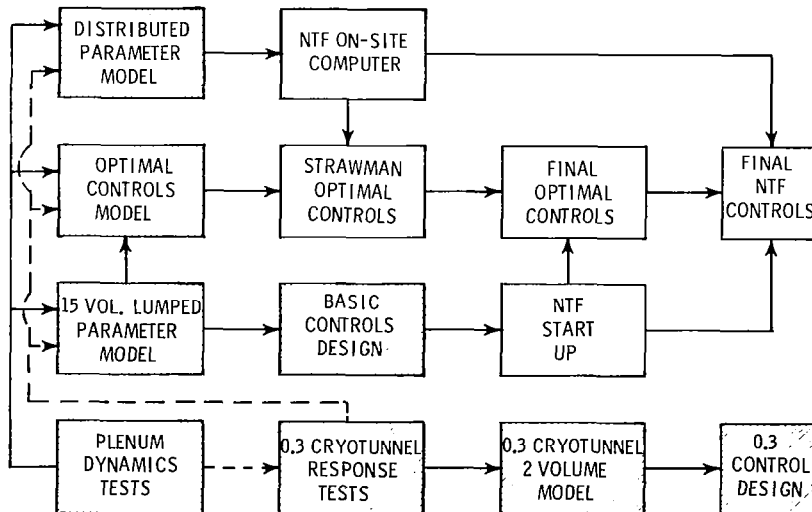 DISTRIBUTED
PARAMETER
MODEL
NTF ON-SITE
COMPUTER
OPTIMAL
CONTROLS
MODEL
STRAWMAN
OPTIMAL
CONTROLS
FINAL
OPTIMAL
CONTROLS
FINAL
NTF
CONTROLS
15 VOL. LUMPED
PARAMETER
MODEL
BASIC
CONTROLS
DESIGN
NTF
START
UP
PLENUM
DYNAMICS
TESTS
0.3 CRYOTUNNEL
RESPONSE
TESTS
0.3 CRYOTUNNEL
2 VOLUME
MODEL
0.3
CONTROL
DESIGN